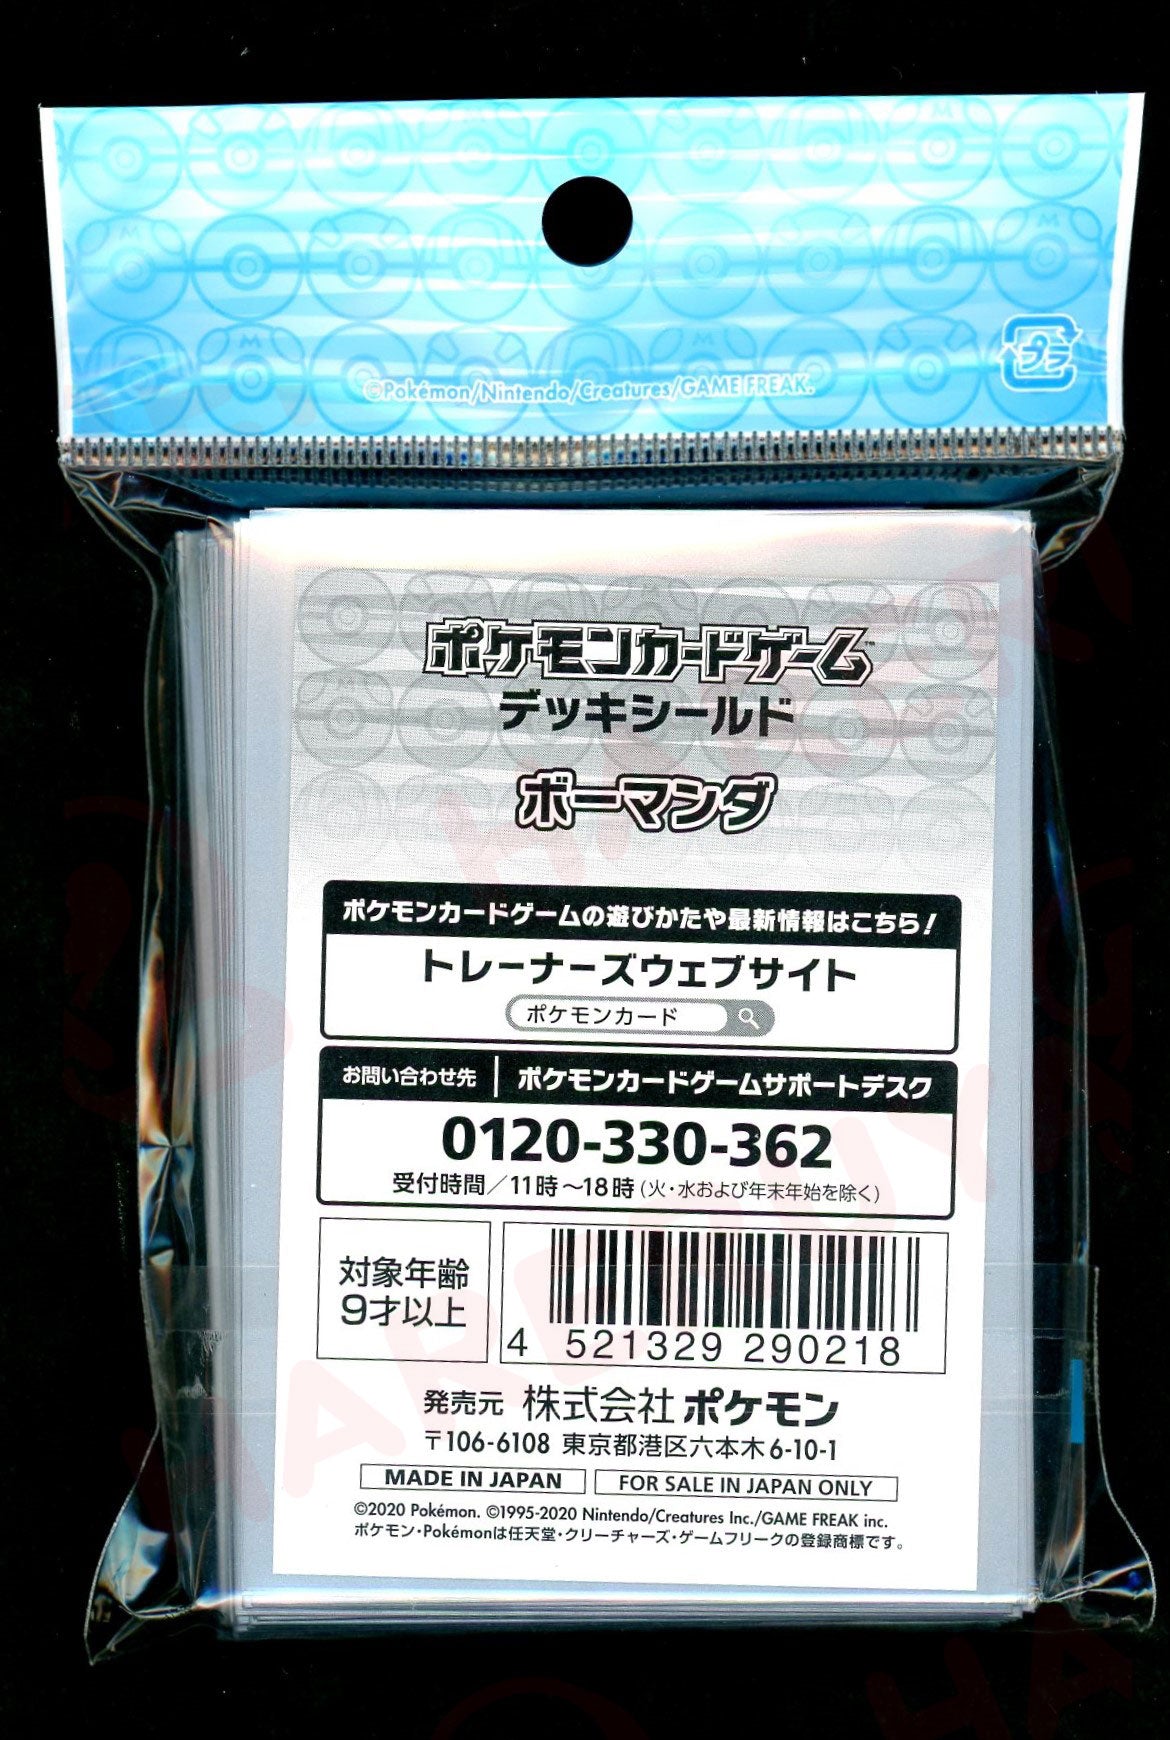 プラ
©Pokémon/Nintendo/Creatures/GAME FREAK.
ポケモンカードゲーム™
デッキシールド
ボーマンダ
ポケモンカードゲームの遊びかたや最新情報はこちら!
トレーナーズウェブサイト
ポケモンカード
お問い合わせ先 ポケモンカードゲームサポートデスク
0120-330-362
受付時間/11時〜18時(火・水および年末年始を除く)
対象年齢
9才以上
4 521329 290218
発売元 株式会社ポケモン
〒106-6108 東京都港区六本木6-10-1
MADE IN JAPAN FOR SALE IN JAPAN ONLY
©2020 Pokémon. ©1995-2020 Nintendo/Creatures Inc./GAME FREAK inc.
ポケモン・Pokémonは任天堂・クリーチャーズ・ゲームフリークの登録商標です。